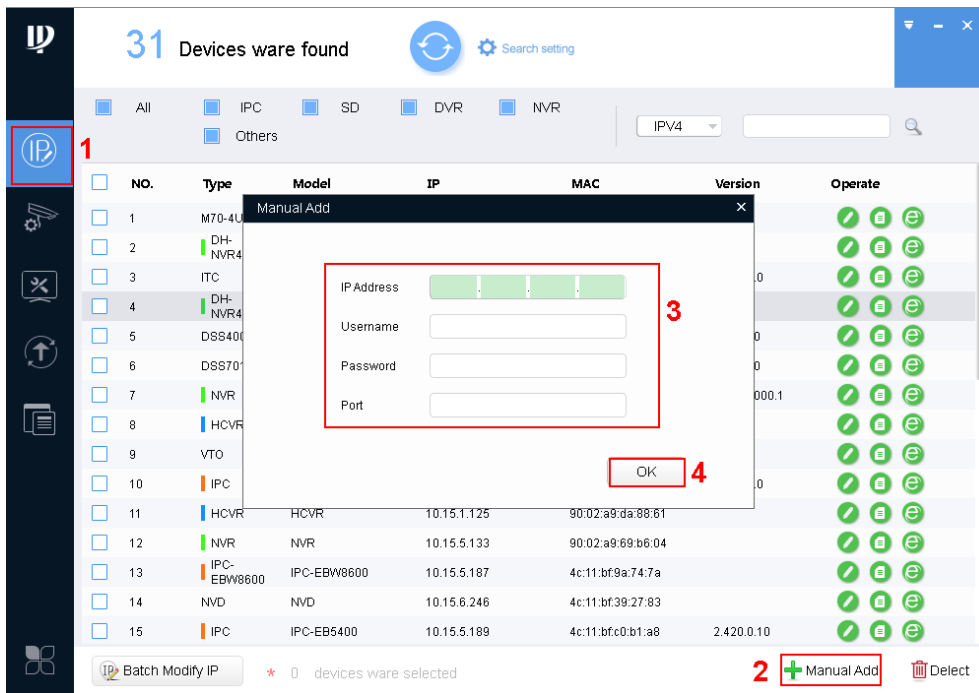 31 Devices ware found
Search setting
All IPC SD DVR NVR
Others
IPV4
1
NO. Type Model IP MAC Version Operate
Manual Add ×
IP Address . . .
Username
Password
Port
3
OK
4
1 M70-4U
2 DH-
NVR4
3 ITC .0
4 DH-
NVR4
5 DSS400 0
6 DSS701 0
7 NVR 000.1
8 HCVR
9 VTO
10 IPC .0
11 HCVR HCVR 10.15.1.125 90:02:a9:da:88:61
12 NVR NVR 10.15.5.133 90:02:a9:69:b6:04
13 IPC-
EBW8600 IPC-EBW8600 10.15.5.187 4c:11:bf:9a:74:7a
14 NVD NVD 10.15.6.246 4c:11:bf:39:27:83
15 IPC IPC-EB5400 10.15.5.189 4c:11:bf:c0:b1:a8 2.420.0.10
IP Batch Modify IP * 0 devices ware selected
2 Manual Add Delect